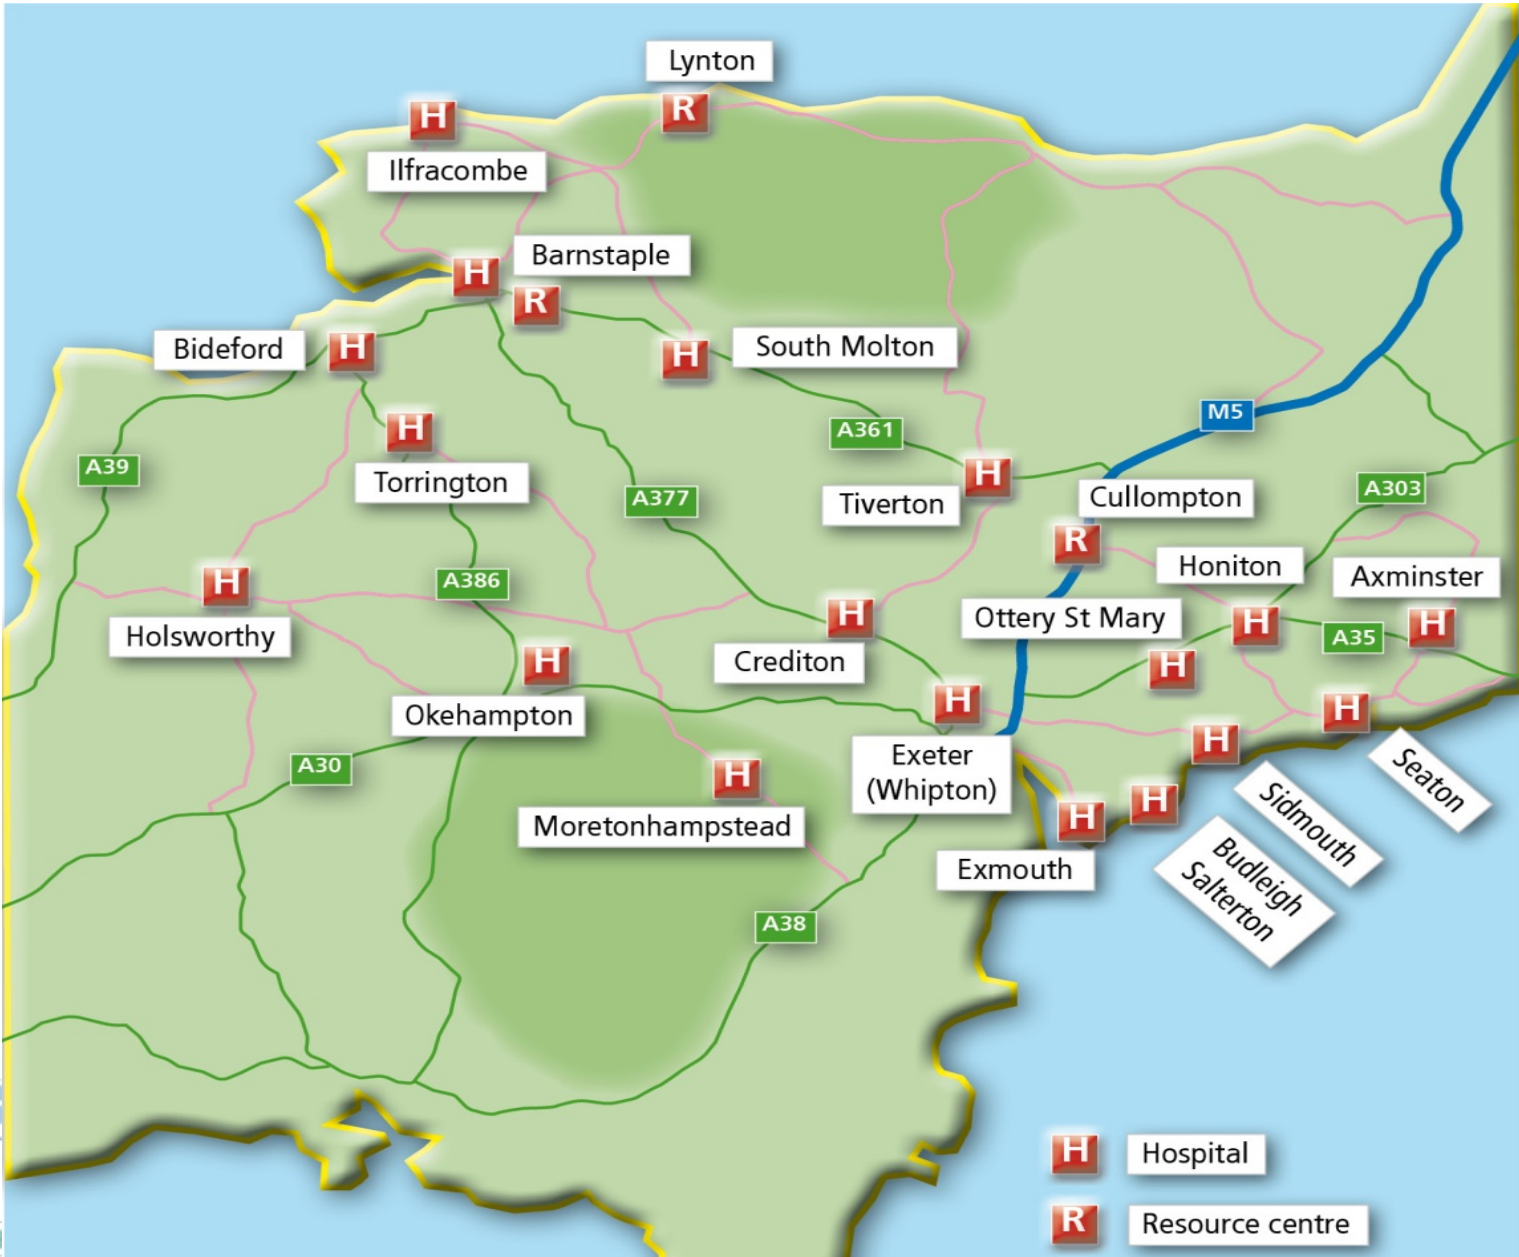 Lynton
R
H
Ilfracombe
Barnstaple
H
R
Bideford
H
H
South Molton
M5
A361
H
A39
Torrington
A377
H
Tiverton
Cullompton
A303
R
Honiton
Axminster
H
A386
Holsworthy
H
Ottery St Mary
H
A35
H
Crediton
H
H
Okehampton
H
H
H
Exeter
(Whipton)
A30
H
Seaton
Moretonhampstead
H
H
Sidmouth
Exmouth
Budleigh
Salterton
A38
H
Hospital
R
Resource centre